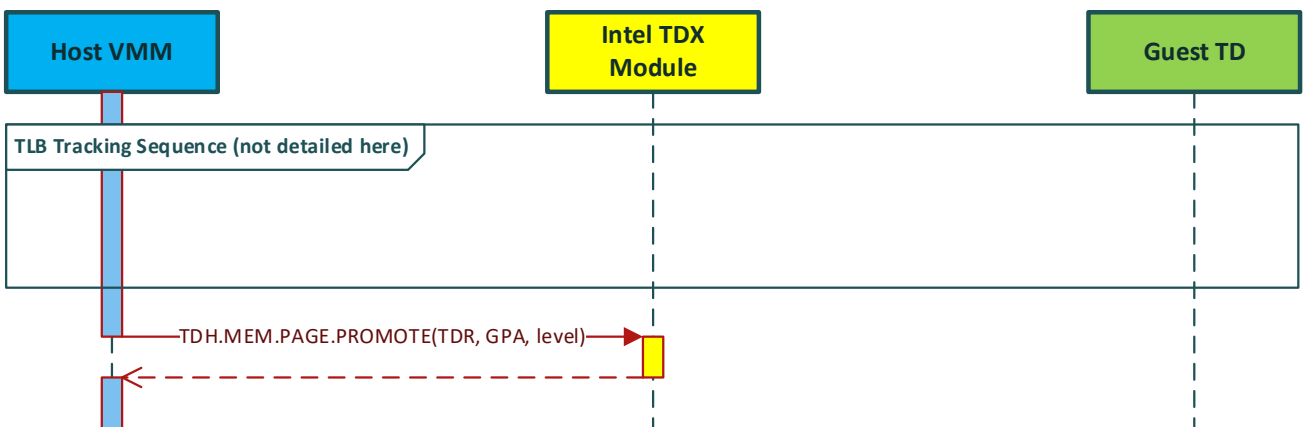 Host VMM
Intel TDX
Module
Guest TD
TLB Tracking Sequence (not detailed here)
TDH.MEM.PAGE.PROMOTE(TDR, GPA, level)